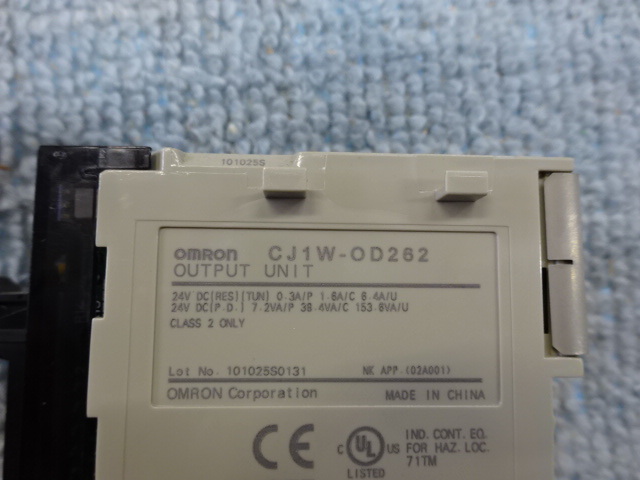 101025S
OMRON CJ1W-OD262
OUTPUT UNIT
24V DC(RES)(TUN) 0.3A/P 1.6A/C 6.4A/U
24V DC(P.D.) 7.2VA/P 38.4VA/C 153.6VA/U
CLASS 2 ONLY
Lot No. 101025S0131 NK APP.(02A001)
OMRON Corporation MADE IN CHINA
CE C UL US LISTED
IND. CONT. EQ.
FOR HAZ. LOC.
71TM